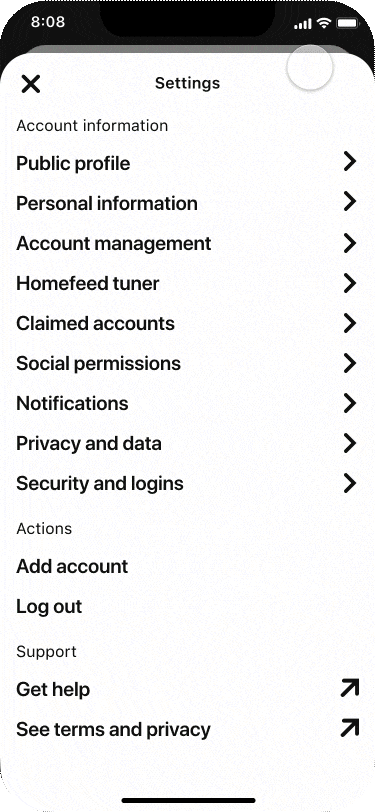 8:08
Settings
Account information
Public profile
Personal information
Account management
Homefeed tuner
Claimed accounts
Social permissions
Notifications
Privacy and data
Security and logins
Actions
Add account
Log out
Support
Get help
See terms and privacy